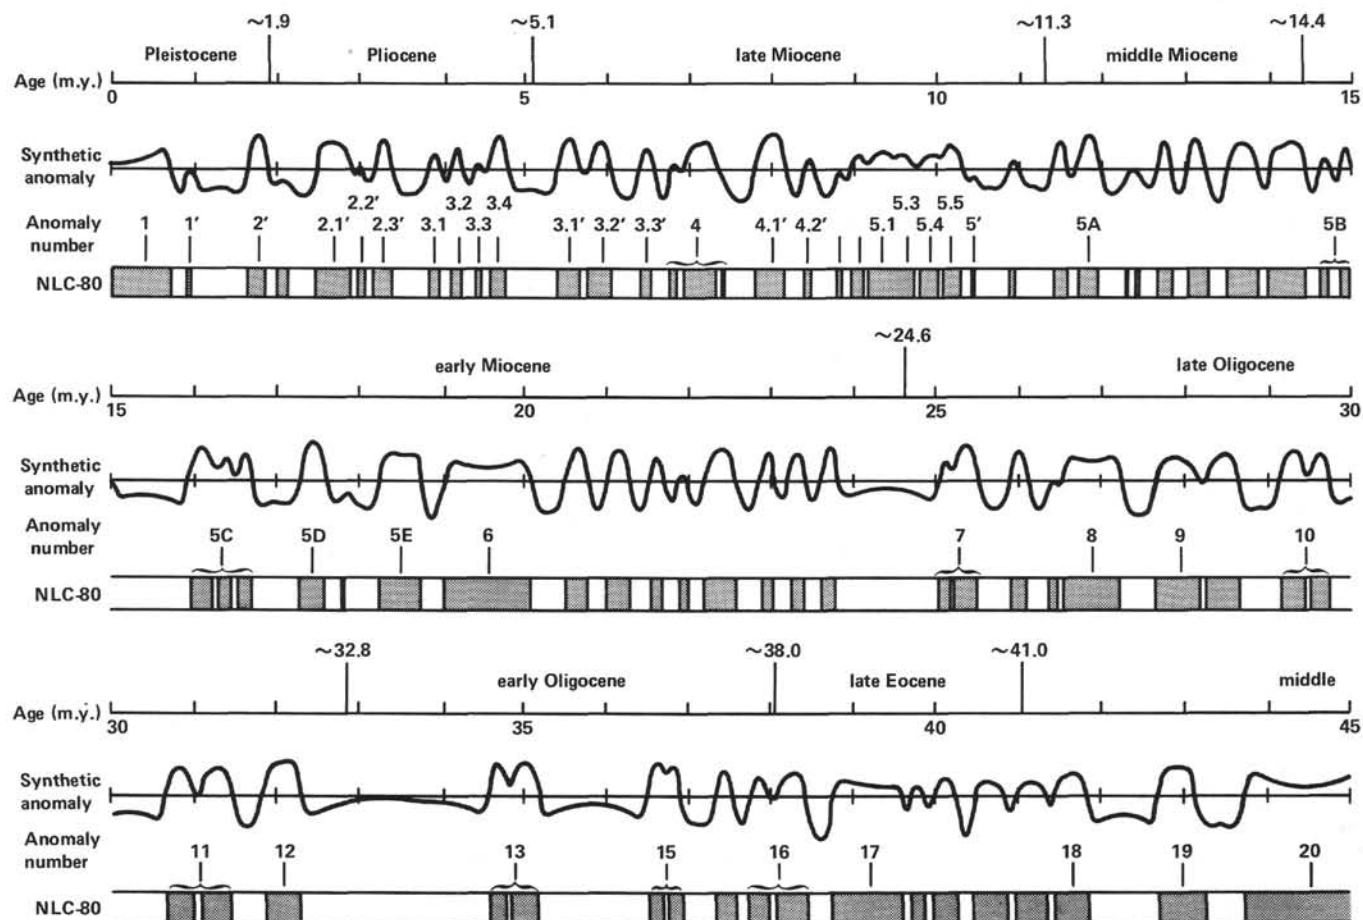 ~1.9 ~5.1 ~11.3 ~14.4
Pleistocene Pliocene late Miocene middle Miocene
Age (m.y.)
0 5 10 15
Synthetic
anomaly
2.2′ 3.2 3.4 5.3 5.5
Anomaly
number
1 1′ 2′ 2.1′ 2.3′ 3.1 3.3 3.1′ 3.2′ 3.3′ 4 4.1′ 4.2′ 5.1 5.4 5′ 5A 5B
NLC-80
~24.6
early Miocene late Oligocene
Age (m.y.)
15 20 25 30
Synthetic
anomaly
Anomaly
number
5C 5D 5E 6 7 8 9 10
NLC-80
~32.8 ~38.0 ~41.0
early Oligocene late Eocene middle
Age (m.y.)
30 35 40 45
Synthetic
anomaly
Anomaly
number
11 12 13 15 16 17 18 19 20
NLC-80